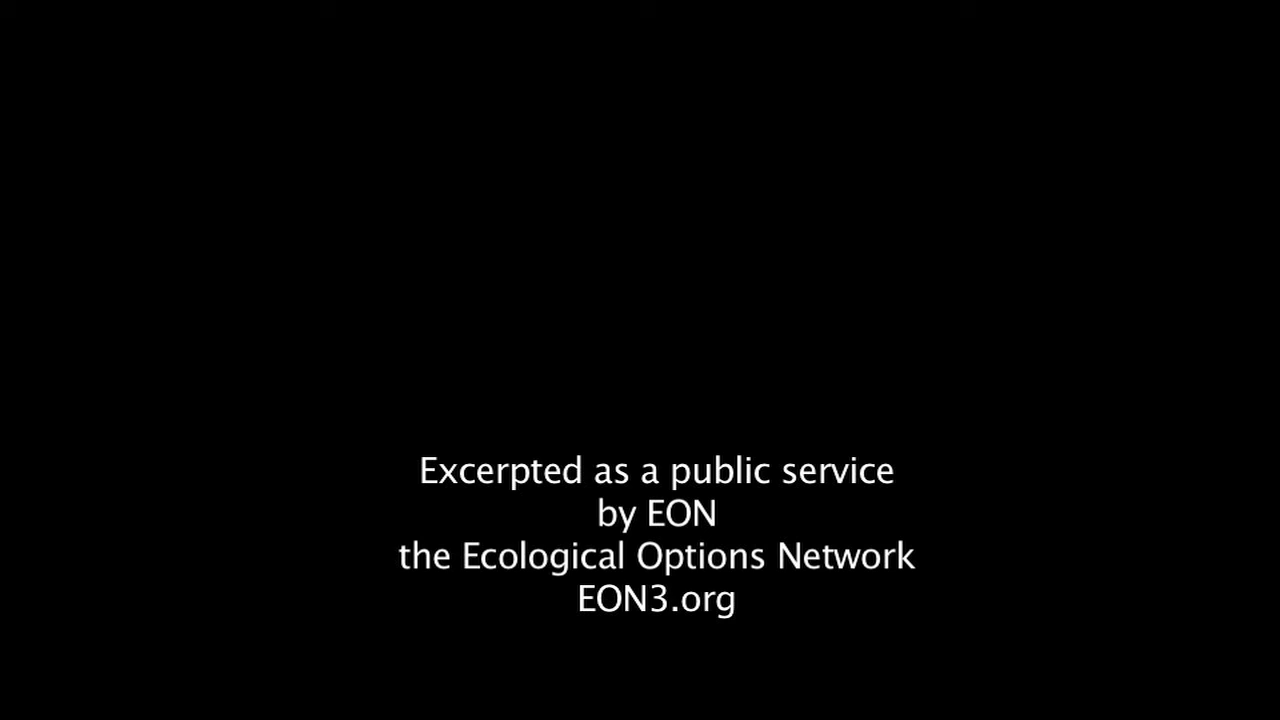 Excerpted as a public service
by EON
the Ecological Options Network
EON3.org